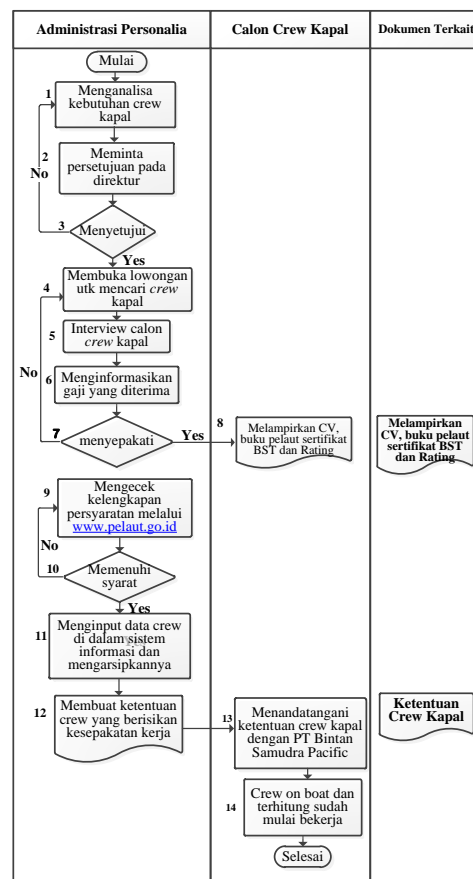 Administrasi Personalia
Calon Crew Kapal
Dokumen Terkait
Mulai
1
Menganalisa
kebutuhan crew
kapal
2
No
Meminta
persetujuan pada
direktur
3
Menyetujui
Yes
4
Membuka lowongan
utk mencari crew
kapal
5
Interview calon
crew kapal
No
6
Menginformasikan
gaji yang diterima
7
menyepakati
Yes
8
Melampirkan CV,
buku pelaut sertifikat
BST dan Rating
Melampirkan
CV, buku pelaut
sertifikat BST
dan Rating
9
Mengecek
kelengkapan
persyaratan melalui
www.pelaut.go.id
No
10
Memenuhi
syarat
Yes
11
Menginput data crew
di dalam sistem
informasi dan
mengarsipkannya
12
Membuat ketentuan
crew yang berisikan
kesepakatan kerja
13
Menandatangani
ketentuan crew kapal
dengan PT Bintan
Samudra Pacific
Ketentuan
Crew Kapal
14
Crew on boat dan
terhitung sudah
mulai bekerja
Selesai